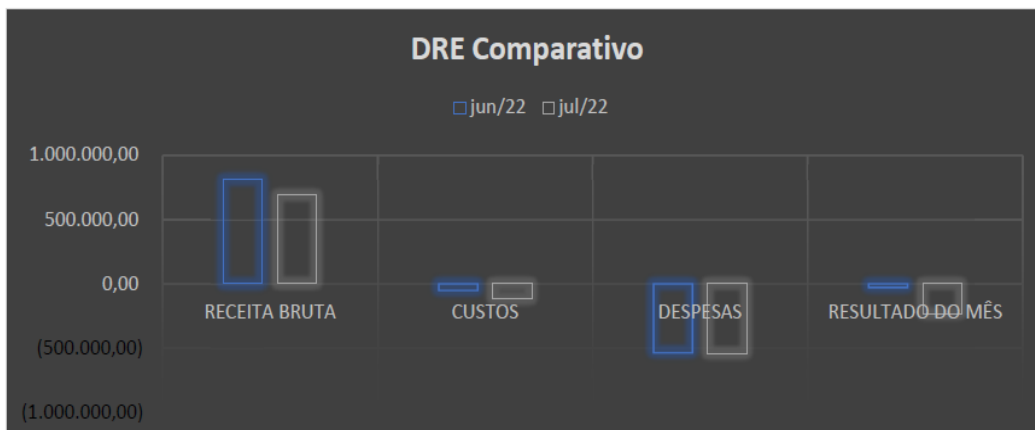 DRE Comparativo
jun/22 jul/22
1.000.000,00
500.000,00
0,00
RECEITA BRUTA CUSTOS DESPESAS RESULTADO DO MÊS
(500.000,00)
(1.000.000,00)